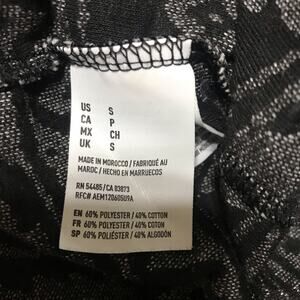 US S
CA P
MX CH
UK S
MADE IN MOROCCO / FABRIQUÉ AU
MAROC / HECHO EN MARRUECOS
RN 54485/CA 03873
RFC# AEM120605U9A
EN 60% POLYESTER / 40% COTTON
FR 60% POLYESTER / 40% COTON
SP 60% POLIÉSTER / 40% ALGODÓN